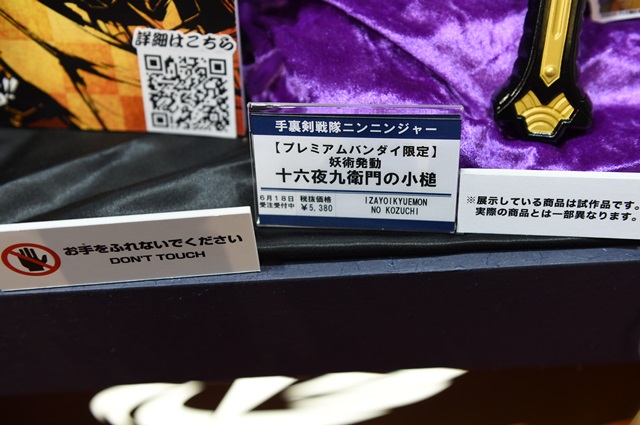 詳細はこちら
手裏剣戦隊ニンニンジャー
【プレミアムバンダイ限定】
妖術発動
十六夜九衛門の小槌
6月18日 税抜価格
受注受付中 ¥5,380
IZAYOIKYUEMON
NO KOZUCHI
※展示している商品は試作品です。
実際の商品とは一部異なります。
お手をふれないでください
DON'T TOUCH